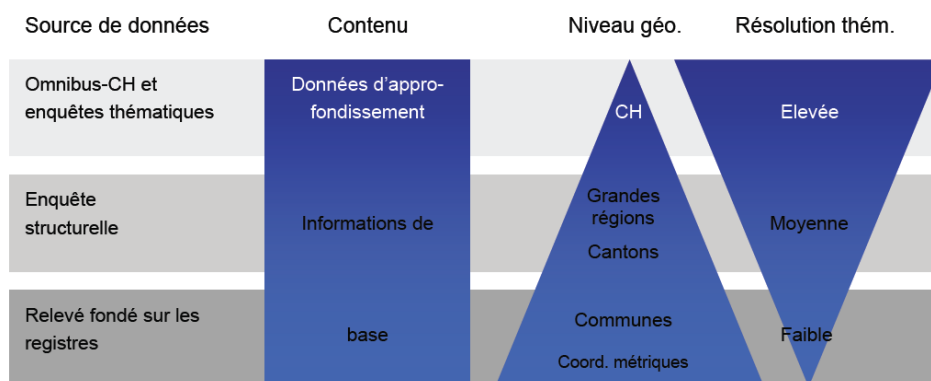 Source de données
Contenu
Niveau géo.
Résolution thém.
Omnibus-CH et
enquêtes thématiques
Données d'appro-
fondissement
CH
Elevée
Enquête
structurelle
Informations de
Grandes
régions
Cantons
Moyenne
Relevé fondé sur les
registres
base
Communes
Coord. métriques
Faible